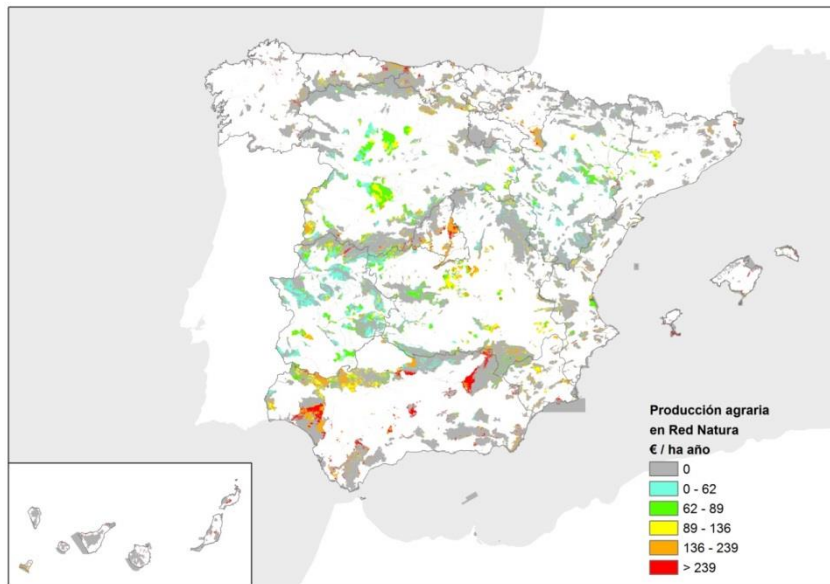 Producción agraria
en Red Natura
€ / ha año
0
0 - 62
62 - 89
89 - 136
136 - 239
> 239